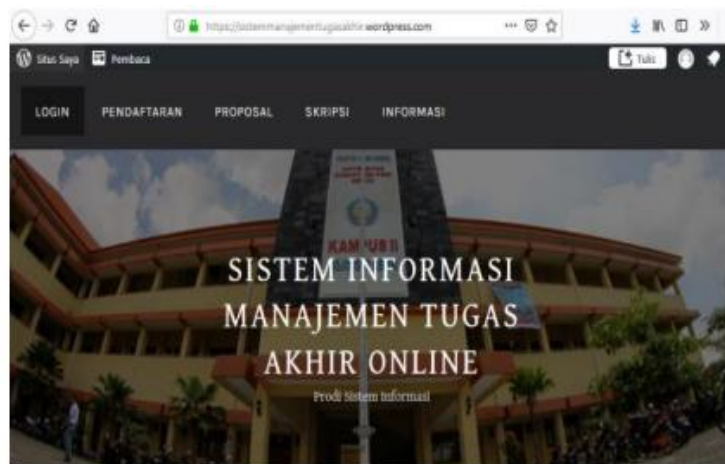 https://sistemmanajementugasakhir.wordpress.com
Situs Saya Pembaca Tulis
LOGIN PENDAFTARAN PROPOSAL SKRIPSI INFORMASI
KAMPUS II
SISTEM INFORMASI
MANAJEMEN TUGAS
AKHIR ONLINE
Prodi Sistem Informasi